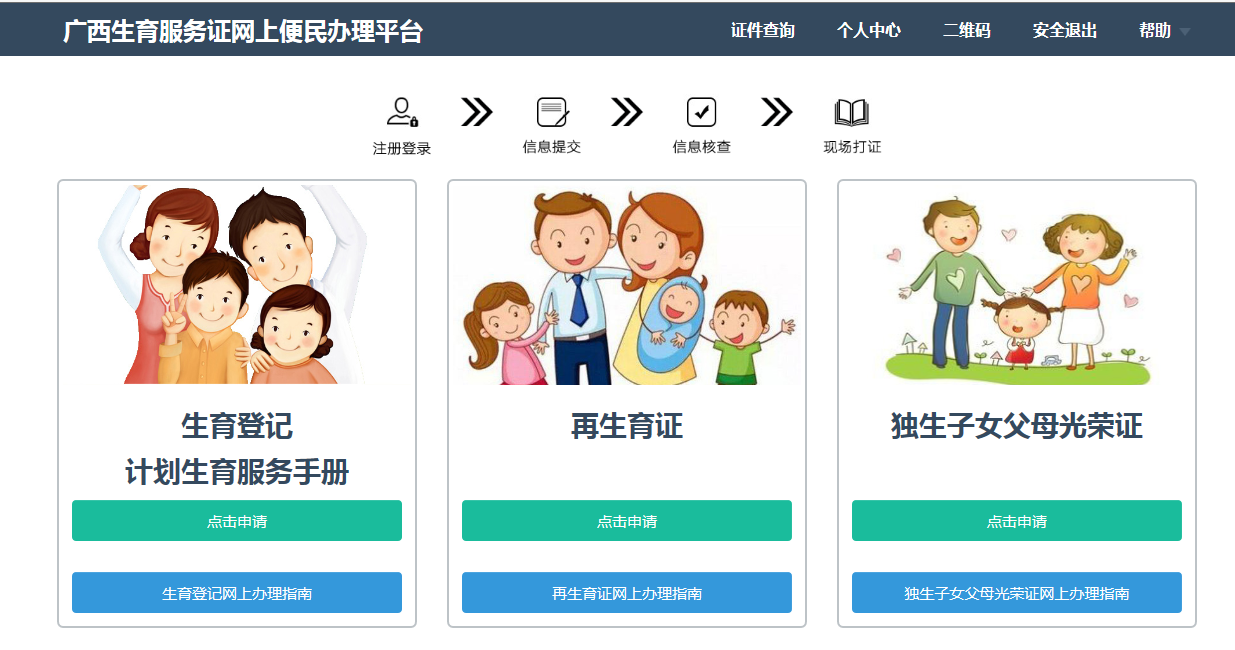 广西生育服务证网上便民办理平台
证件查询 个人中心 二维码 安全退出 帮助
注册登录 信息提交 信息核查 现场打证
生育登记
计划生育服务手册
点击申请
生育登记网上办理指南
再生育证
点击申请
再生育证网上办理指南
独生子女父母光荣证
点击申请
独生子女父母光荣证网上办理指南